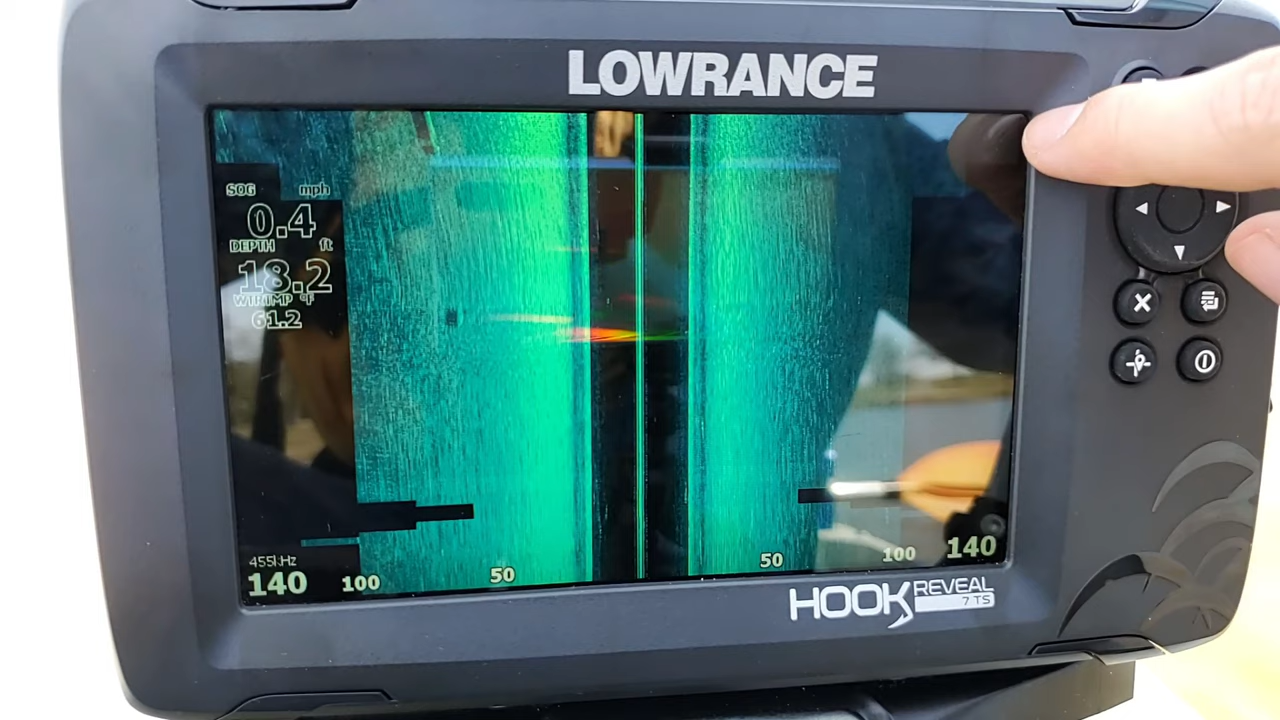 LOWRANCE
SOG mph
0.4
DEPTH ft
18.2
WTRTMP °F
61.2
455kHz
140 100 50 50 100 140
HOOK REVEAL
7 TS